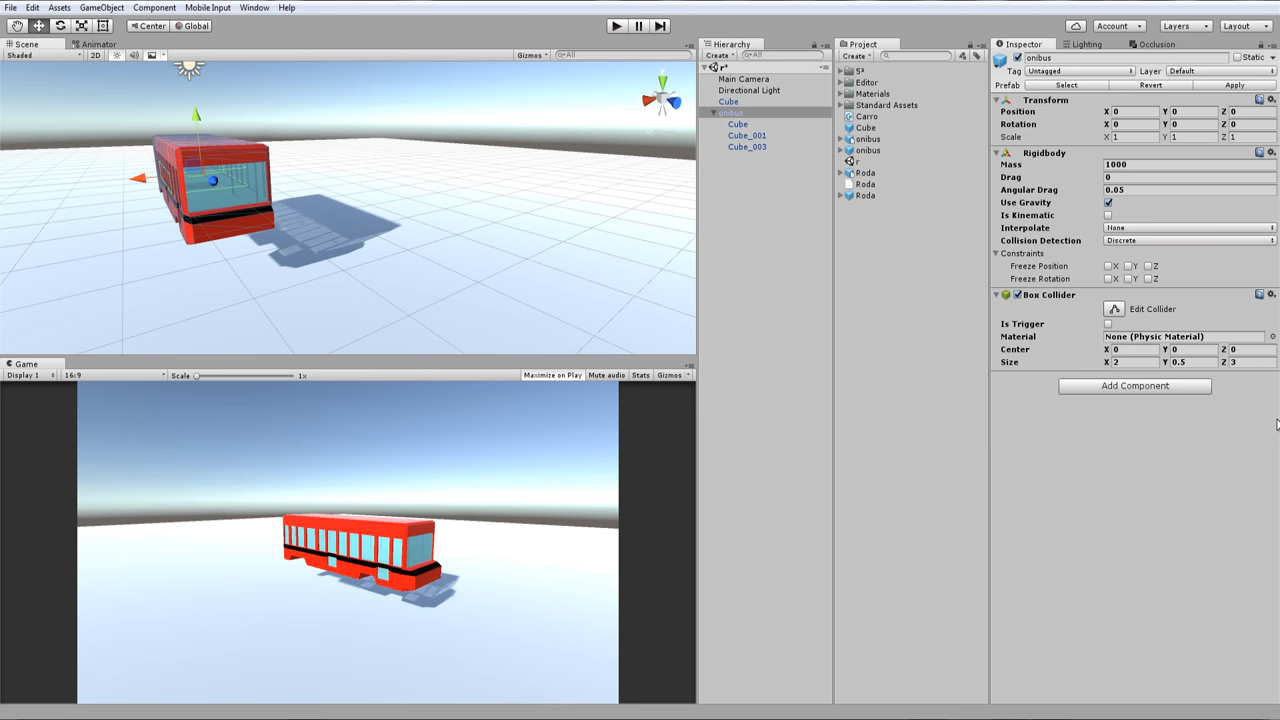 File Edit Assets GameObject Component Mobile Input Window Help
Center Global Account Layers Layout
Scene Animator
Shaded 2D Gizmos All
Game
Display 1 16:9 Scale 1x Maximize on Play Mute audio Stats Gizmos
Hierarchy
Create All
r*
Main Camera
Directional Light
Cube
onibus
Cube
Cube_001
Cube_003
Project
Create
5ª
Editor
Materials
Standard Assets
Carro
Cube
onibus
onibus
r
Roda
Roda
Roda
Inspector Lighting Occlusion
onibus Static
Tag Untagged Layer Default
Prefab Select Revert Apply
Transform
Position X 0 Y 0 Z 0
Rotation X 0 Y 0 Z 0
Scale X 1 Y 1 Z 1
Rigidbody
Mass 1000
Drag 0
Angular Drag 0.05
Use Gravity
Is Kinematic
Interpolate None
Collision Detection Discrete
Constraints
Freeze Position X Y Z
Freeze Rotation X Y Z
Box Collider
Edit Collider
Is Trigger
Material None (Physic Material)
Center X 0 Y 0 Z 0
Size X 2 Y 0.5 Z 3
Add Component